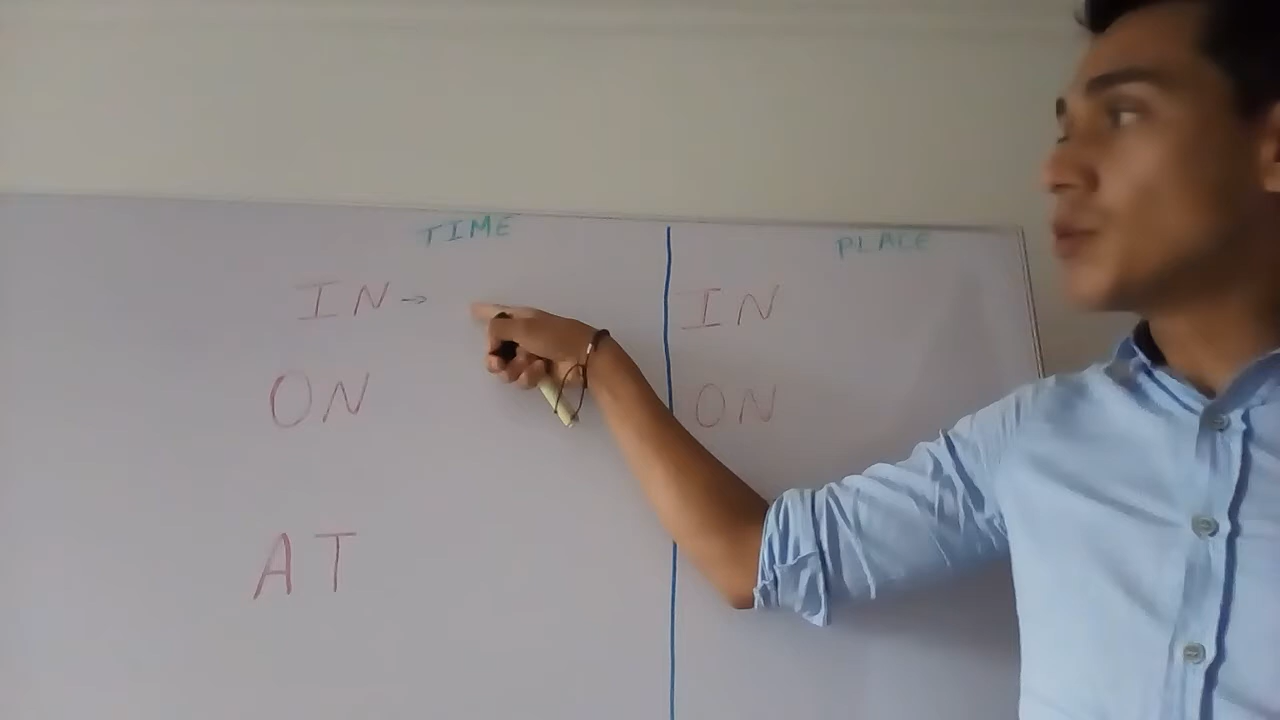 TIME
IN →
ON
AT
PLACE
IN
ON